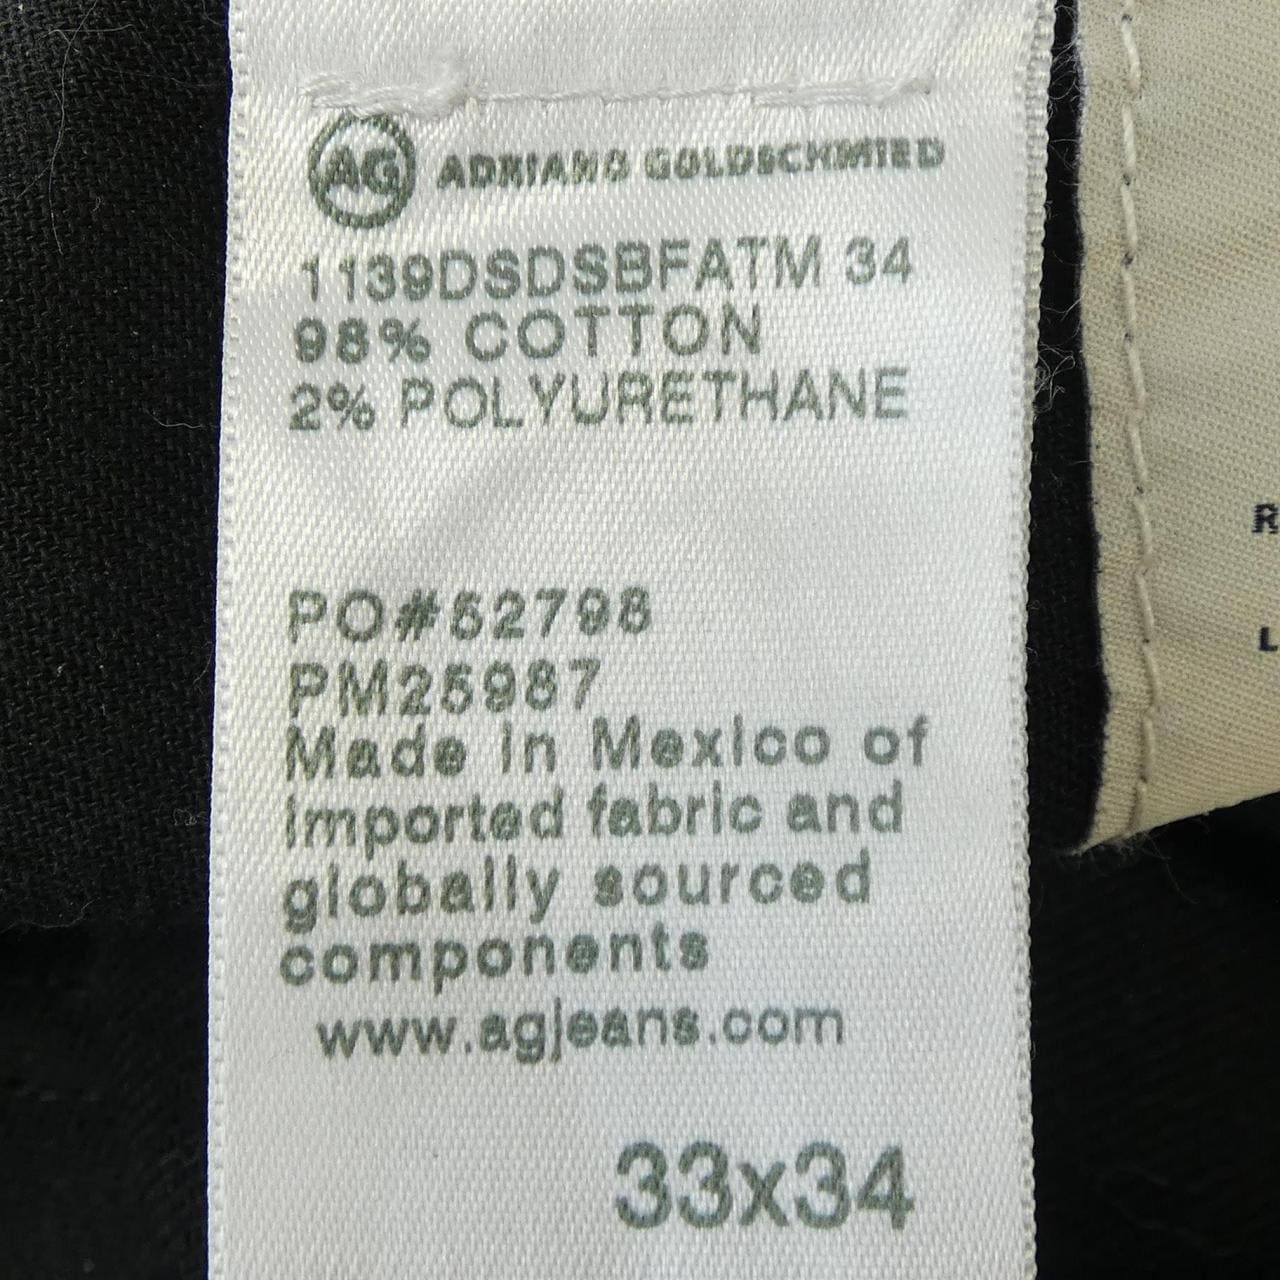 AG ADRIANO GOLDSCHMIED
1139DSDSBFATM 34
98% COTTON
2% POLYURETHANE
PO#52798
PM25987
Made in Mexico of
imported fabric and
globally sourced
components
www.agjeans.com
33x34
R
L